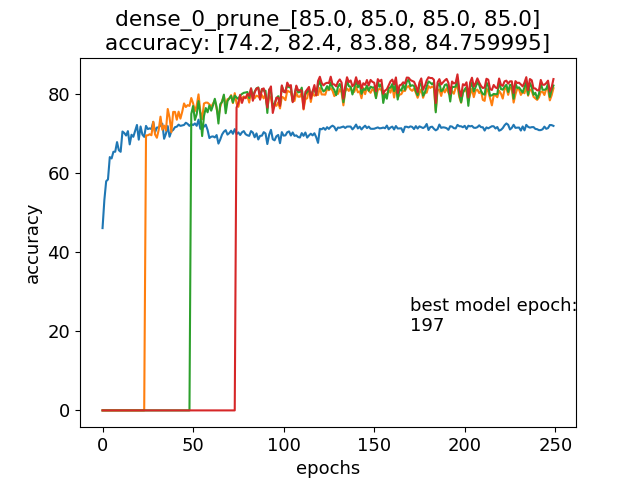 dense_0_prune_[85.0, 85.0, 85.0, 85.0]
accuracy: [74.2, 82.4, 83.88, 84.759995]
accuracy
80
60
40
20
0
best model epoch:
197
0 50 100 150 200 250
epochs